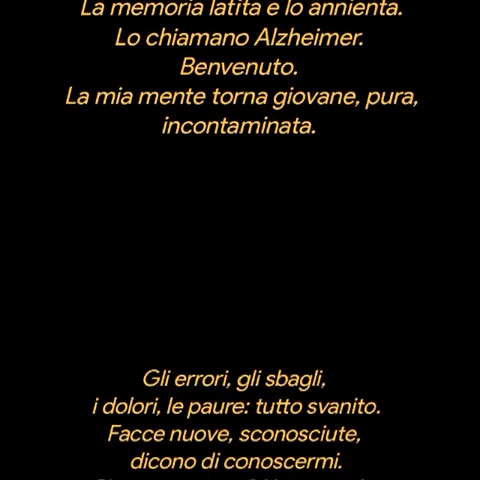 La memoria latita e lo annienta.
Lo chiamano Alzheimer.
Benvenuto.
La mia mente torna giovane, pura,
incontaminata.
Gli errori, gli sbagli,
i dolori, le paure: tutto svanito.
Facce nuove, sconosciute,
dicono di conoscermi.